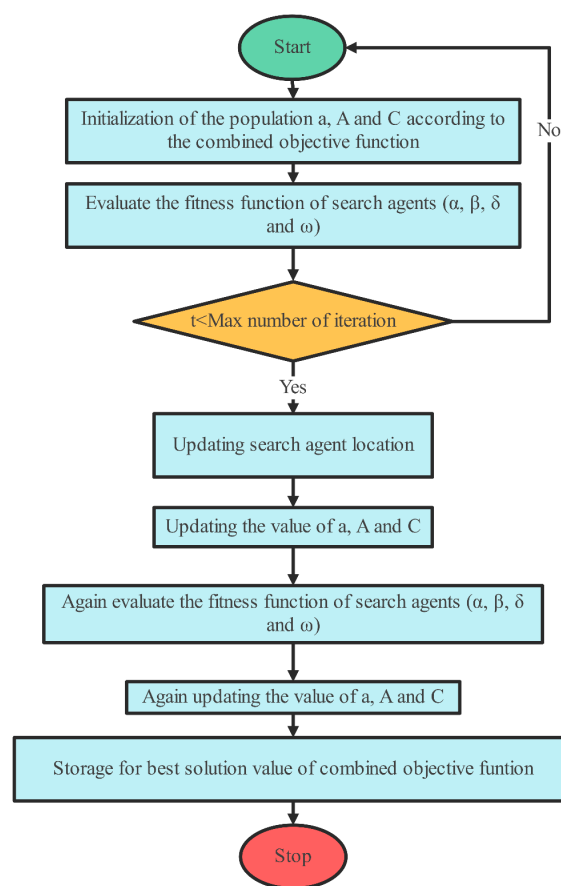 Start
Initialization of the population a, A and C according to
the combined objective function
No
Evaluate the fitness function of search agents (α, β, δ
and ω)
t<Max number of iteration
Yes
Updating search agent location
Updating the value of a, A and C
Again evaluate the fitness function of search agents (α, β, δ
and ω)
Again updating the value of a, A and C
Storage for best solution value of combined objective funtion
Stop